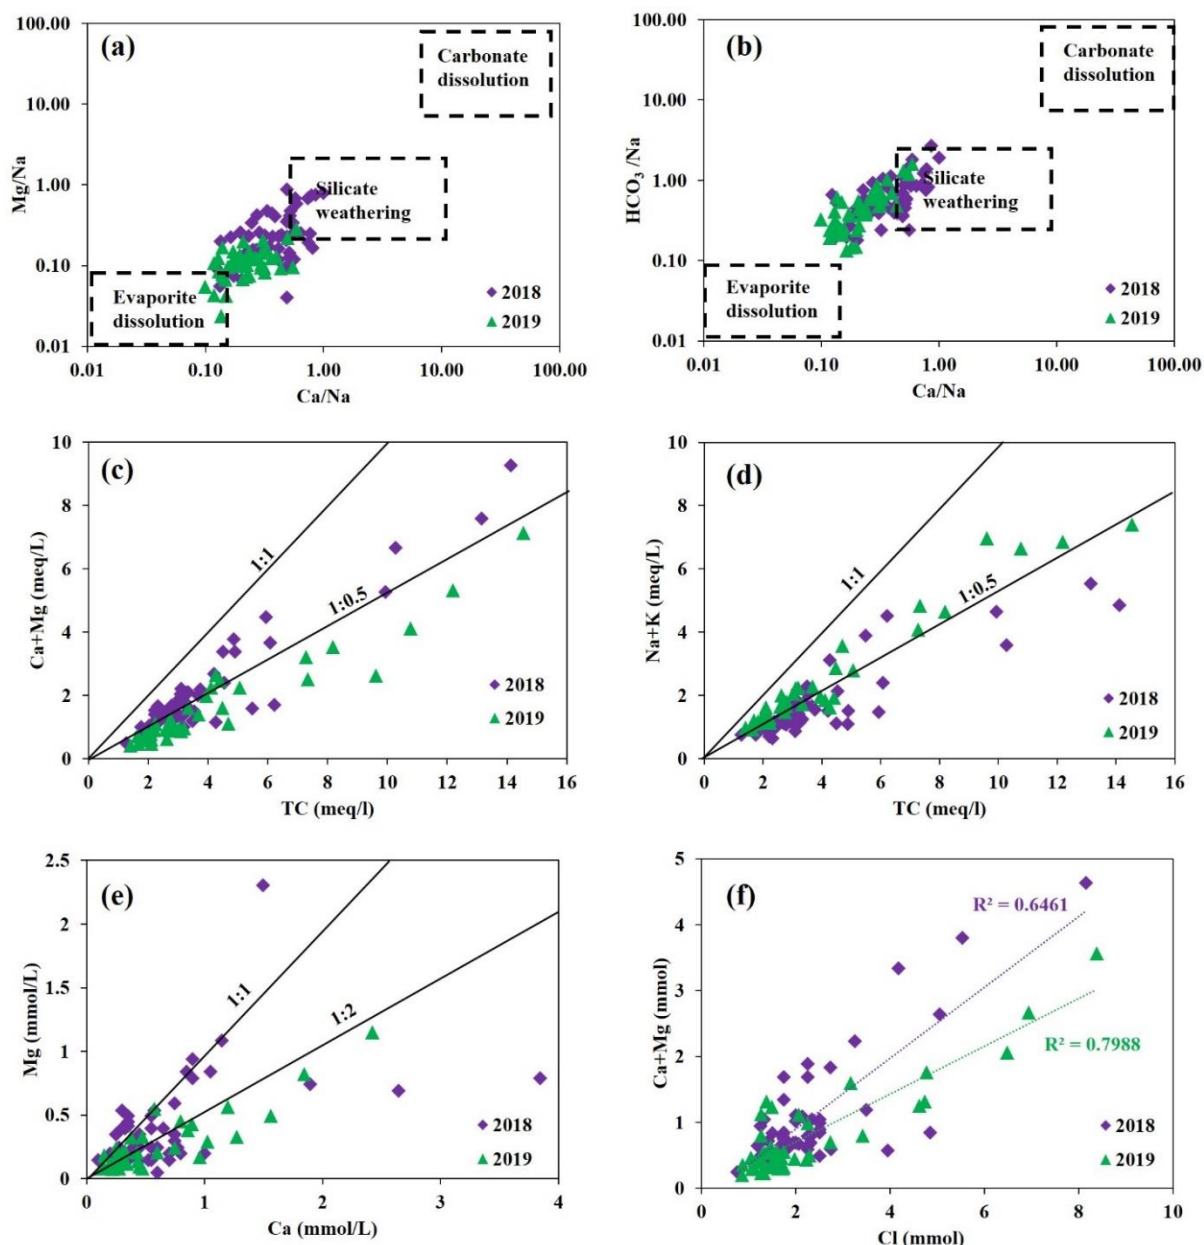 (a)
100.00
10.00
1.00
0.10
0.01
Mg/Na
Carbonate
dissolution
Silicate
weathering
Evaporite
dissolution
2018
2019
0.01 0.10 1.00 10.00 100.00
Ca/Na
(b)
100.00
10.00
1.00
0.10
0.01
HCO3 /Na
Carbonate
dissolution
Silicate
weathering
Evaporite
dissolution
2018
2019
0.01 0.10 1.00 10.00 100.00
Ca/Na
(c)
10
8
6
4
2
0
Ca+Mg (meq/L)
1:1
1:0.5
2018
2019
0 2 4 6 8 10 12 14 16
TC (meq/l)
(d)
10
8
6
4
2
0
Na+K (meq/L)
1:1
1:0.5
2018
2019
0 2 4 6 8 10 12 14 16
TC (meq/l)
(e)
2.5
2
1.5
1
0.5
0
Mg (mmol/L)
1:1
1:2
2018
2019
0 1 2 3 4
Ca (mmol/L)
(f)
5
4
3
2
1
0
Ca+Mg (mmol)
R² = 0.6461
R² = 0.7988
2018
2019
0 2 4 6 8 10
Cl (mmol)